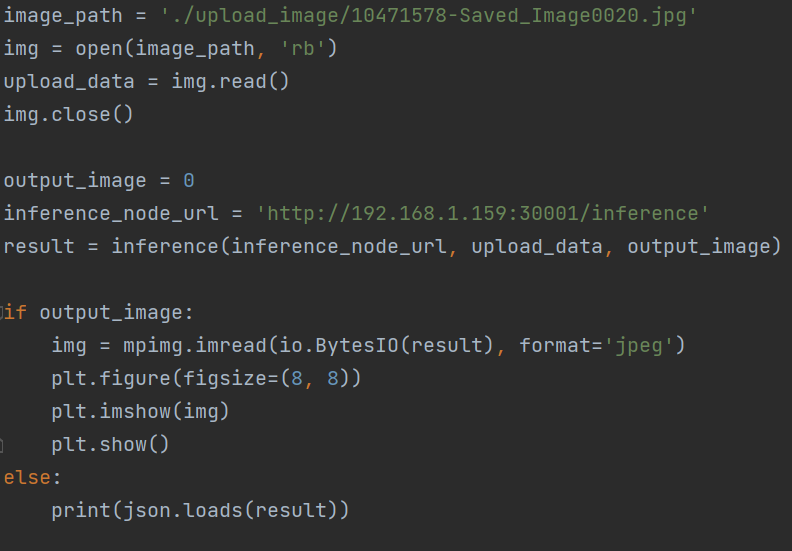 image_path = './upload_image/10471578-Saved_Image0020.jpg'
img = open(image_path, 'rb')
upload_data = img.read()
img.close()

output_image = 0
inference_node_url = 'http://192.168.1.159:30001/inference'
result = inference(inference_node_url, upload_data, output_image)

if output_image:
    img = mpimg.imread(io.BytesIO(result), format='jpeg')
    plt.figure(figsize=(8, 8))
    plt.imshow(img)
    plt.show()
else:
    print(json.loads(result))